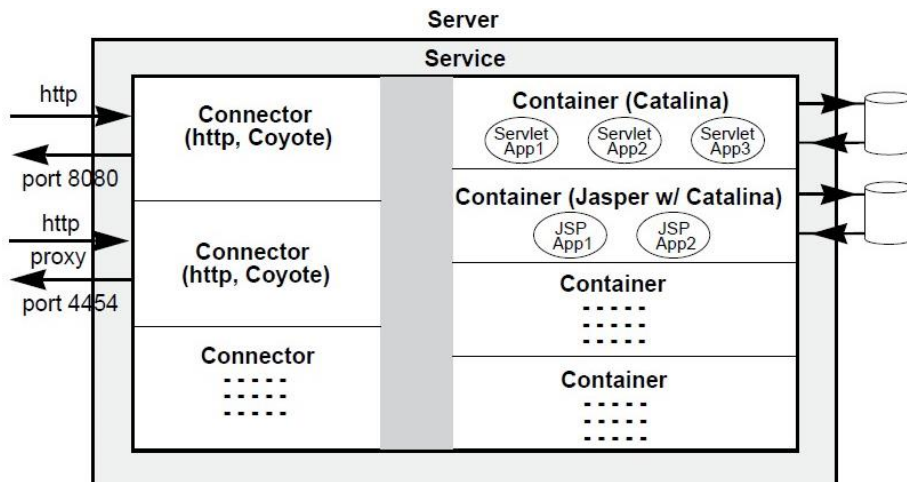 Server
Service
http
port 8080
http
proxy
port 4454
Connector
(http, Coyote)
Connector
(http, Coyote)
Connector
- - - - -
- - - - -
- - - - -
Container (Catalina)
Servlet
App1
Servlet
App2
Servlet
App3
Container (Jasper w/ Catalina)
JSP
App1
JSP
App2
Container
- - - - -
- - - - -
- - - - -
Container
- - - - -
- - - - -
- - - - -